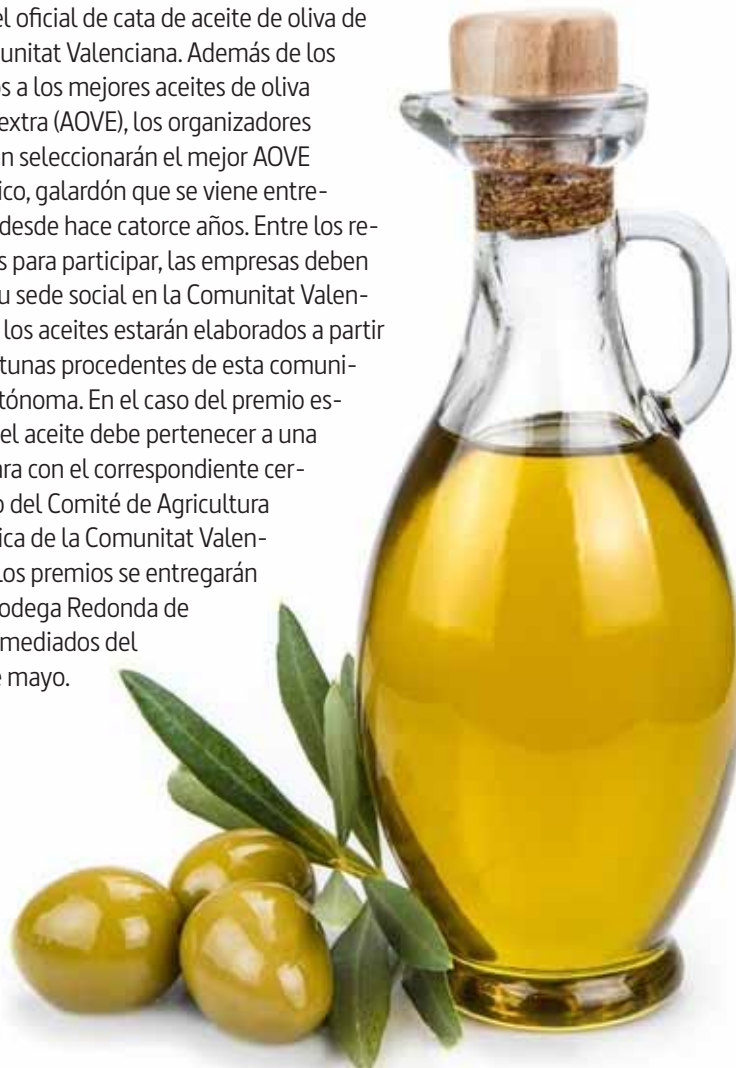 el oficial de cata de aceite de oliva de
unitat Valenciana. Además de los
s a los mejores aceites de oliva
extra (AOVE), los organizadores
n seleccionarán el mejor AOVE
ico, galardón que se viene entre-
desde hace catorce años. Entre los re-
s para participar, las empresas deben
u sede social en la Comunitat Valen-
los aceites estarán elaborados a partir
tunas procedentes de esta comuni-
tónoma. En el caso del premio es-
el aceite debe pertenecer a una
ara con el correspondiente cer-
o del Comité de Agricultura
ica de la Comunitat Valen-
Los premios se entregarán
odega Redonda de
mediados del
e mayo.